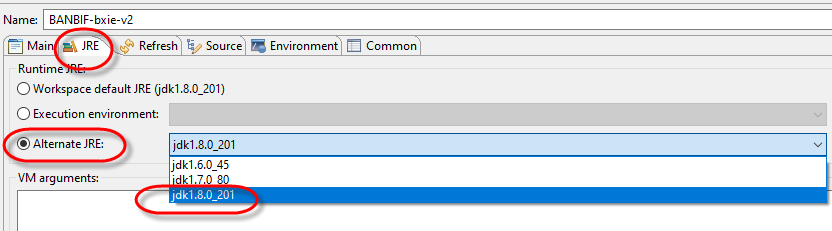 Name: BANBIF-bxie-v2
Main JRE Refresh Source Environment Common
Runtime JRE:
Workspace default JRE (jdk1.8.0_201)
Execution environment:
Alternate JRE: jdk1.8.0_201
jdk1.6.0_45
jdk1.7.0_80
VM arguments:
jdk1.8.0_201